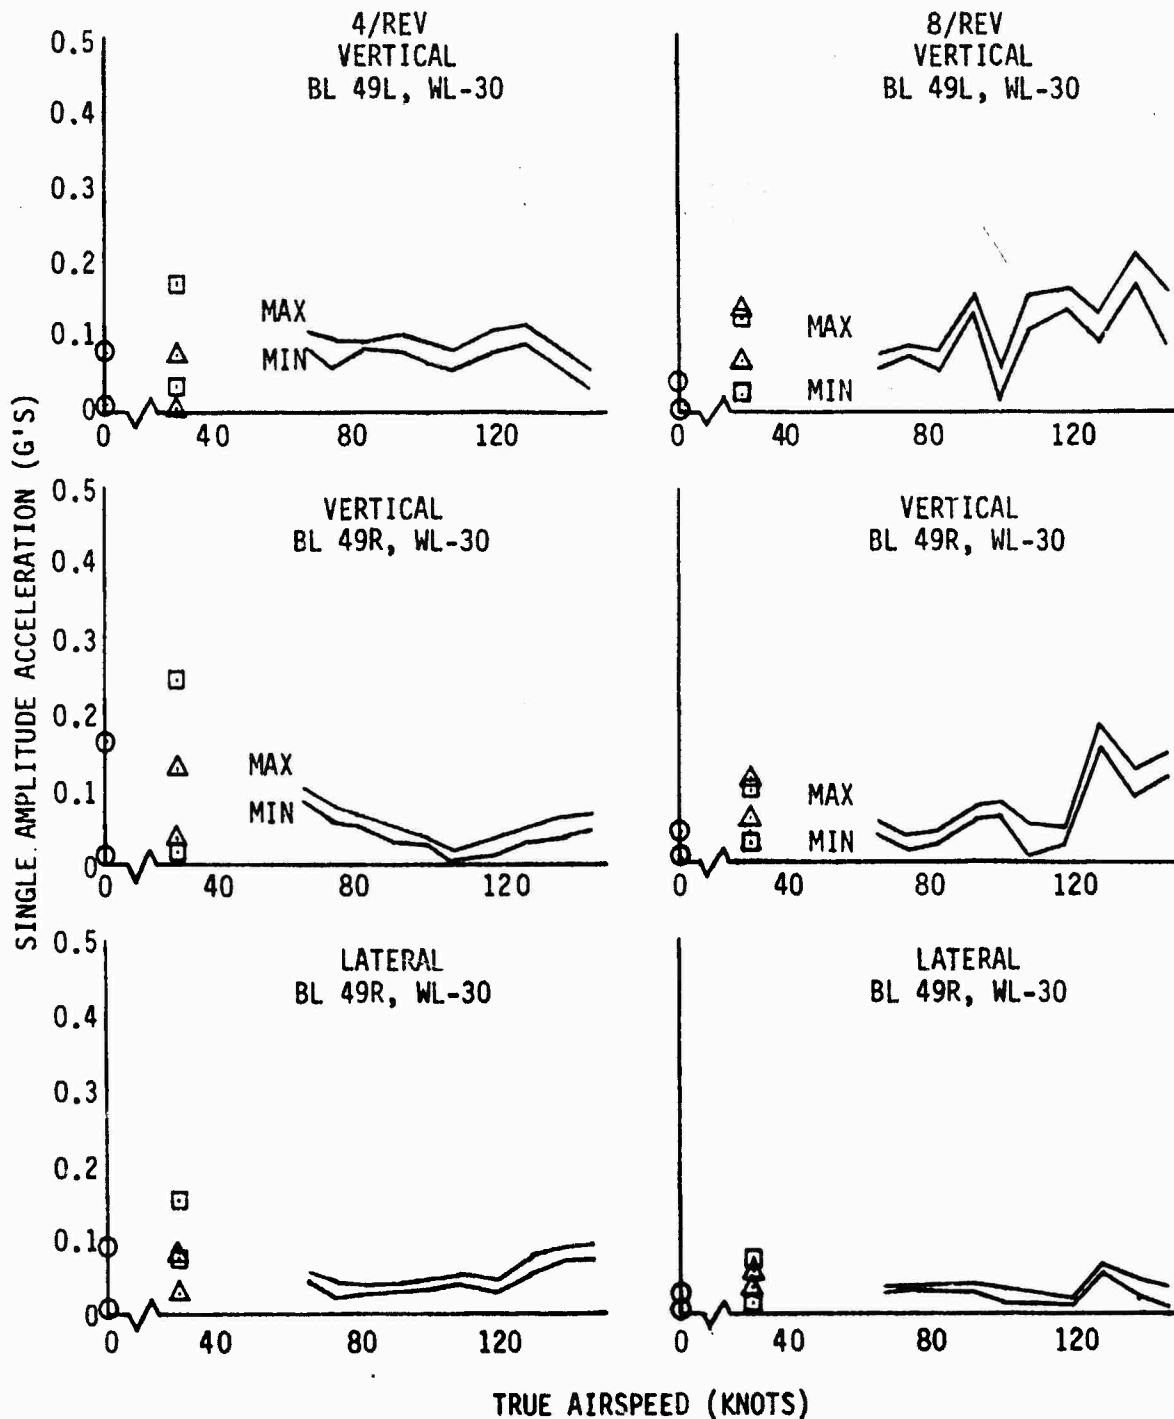 4/REV
VERTICAL
BL 49L, WL-30
0.5
0.4
0.3
0.2
0.1
0
MAX
MIN
0 40 80 120
8/REV
VERTICAL
BL 49L, WL-30
MAX
MIN
0 40 80 120
SINGLE AMPLITUDE ACCELERATION (G'S)
VERTICAL
BL 49R, WL-30
0.5
0.4
0.3
0.2
0.1
0
MAX
MIN
0 40 80 120
VERTICAL
BL 49R, WL-30
MAX
MIN
0 40 80 120
LATERAL
BL 49R, WL-30
0.5
0.4
0.3
0.2
0.1
0
0 40 80 120
LATERAL
BL 49R, WL-30
0 40 80 120
TRUE AIRSPEED (KNOTS)